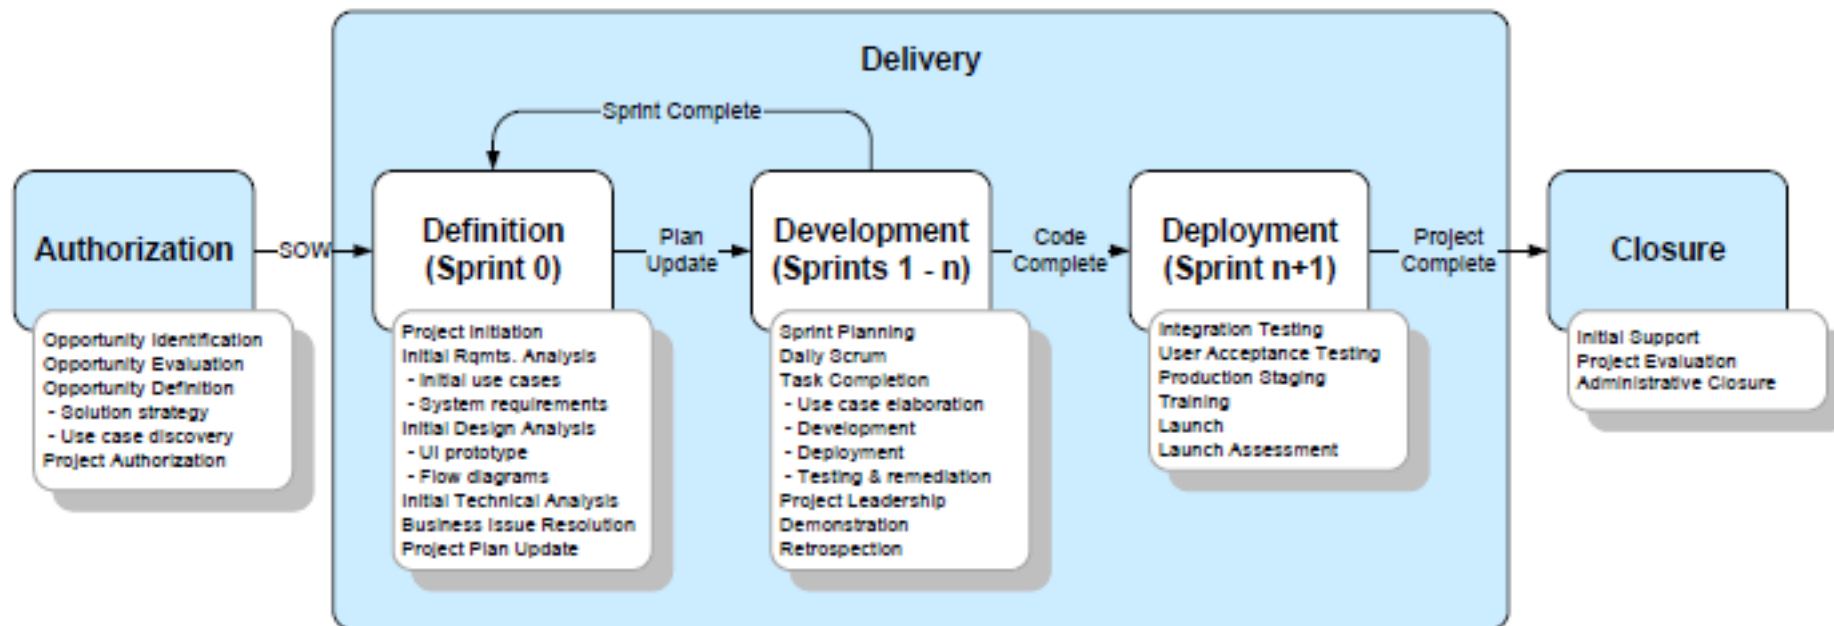 Delivery
Sprint Complete
Authorization
SOW
Definition
(Sprint 0)
Plan
Update
Development
(Sprints 1 - n)
Code
Complete
Deployment
(Sprint n+1)
Project
Complete
Closure
Opportunity Identification
Opportunity Evaluation
Opportunity Definition
- Solution strategy
- Use case discovery
Project Authorization
Project Initiation
Initial Rqmts. Analysis
- Initial use cases
- System requirements
Initial Design Analysis
- UI prototype
- Flow diagrams
Initial Technical Analysis
Business Issue Resolution
Project Plan Update
Sprint Planning
Daily Scrum
Task Completion
- Use case elaboration
- Development
- Deployment
- Testing & remediation
Project Leadership
Demonstration
Retrospection
Integration Testing
User Acceptance Testing
Production Staging
Training
Launch
Launch Assessment
Initial Support
Project Evaluation
Administrative Closure